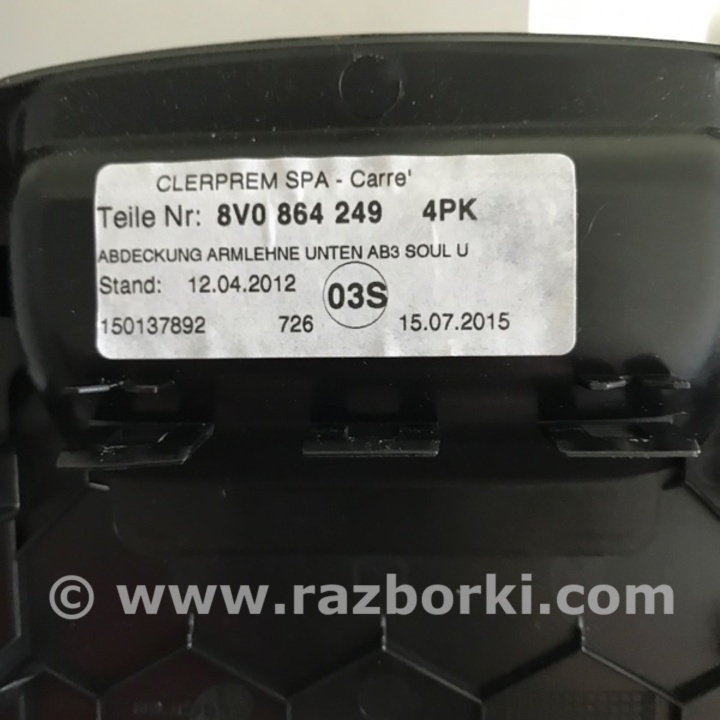 CLERPREM SPA - Carre'
Teile Nr: 8V0 864 249 4PK
ABDECKUNG ARMLEHNE UNTEN AB3 SOUL U
Stand: 12.04.2012 03S
150137892 726 15.07.2015
© www.razborki.com